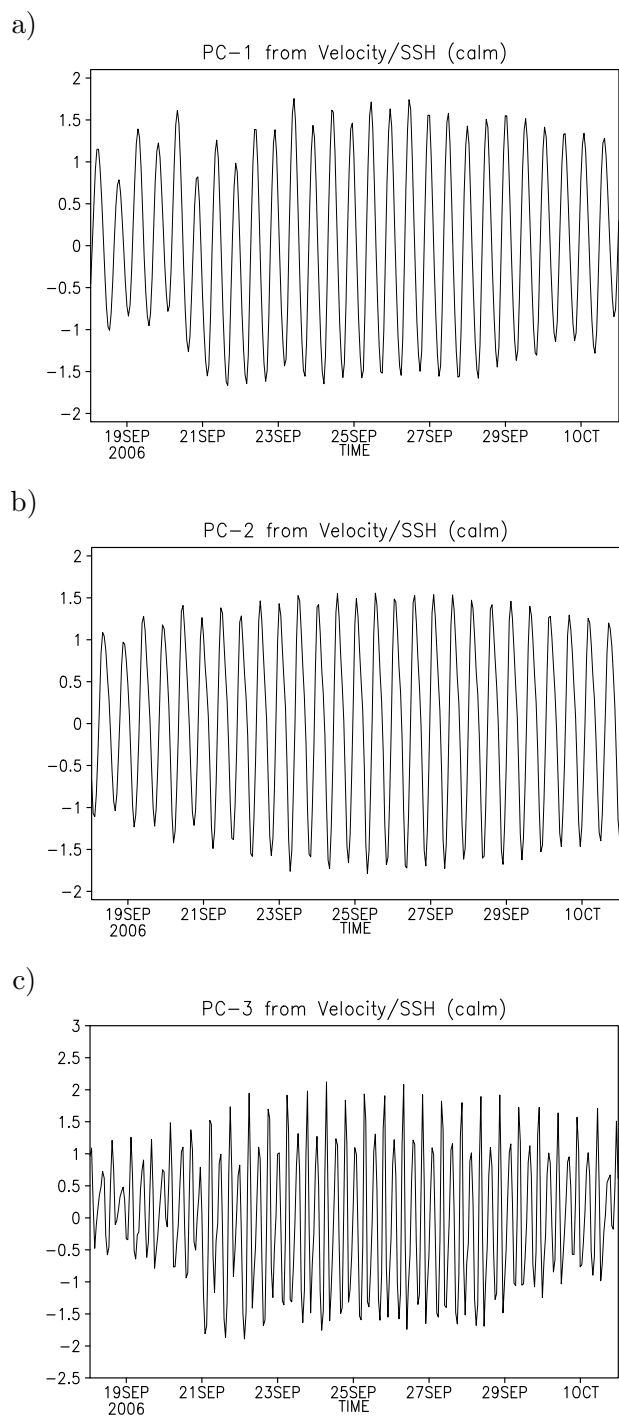 a)
PC-1 from Velocity/SSH (calm)
2
1.5
1
0.5
0
-0.5
-1
-1.5
-2
19SEP 21SEP 23SEP 25SEP 27SEP 29SEP 1OCT
2006
TIME
b)
PC-2 from Velocity/SSH (calm)
2
1.5
1
0.5
0
-0.5
-1
-1.5
-2
19SEP 21SEP 23SEP 25SEP 27SEP 29SEP 1OCT
2006
TIME
c)
PC-3 from Velocity/SSH (calm)
3
2.5
2
1.5
1
0.5
0
-0.5
-1
-1.5
-2
-2.5
19SEP 21SEP 23SEP 25SEP 27SEP 29SEP 1OCT
2006
TIME